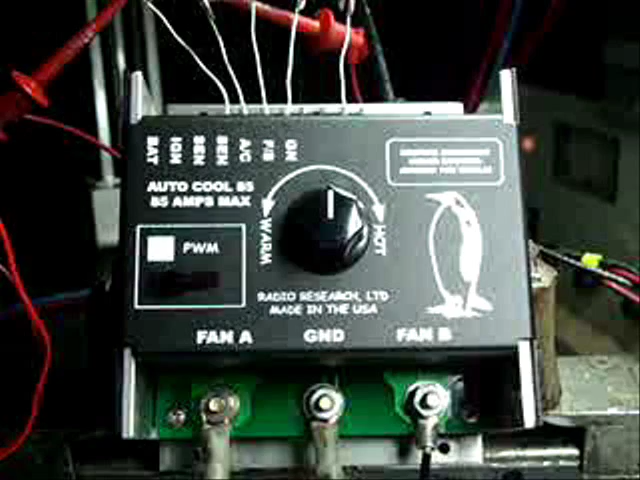 BAT
IGN
SEN
SEN
A/C
F/S
GN
AUTO COOL 85
85 AMPS MAX
WARM
HOT
PWM
RADIO RESEARCH, LTD
MADE IN THE USA
FAN A
GND
FAN B